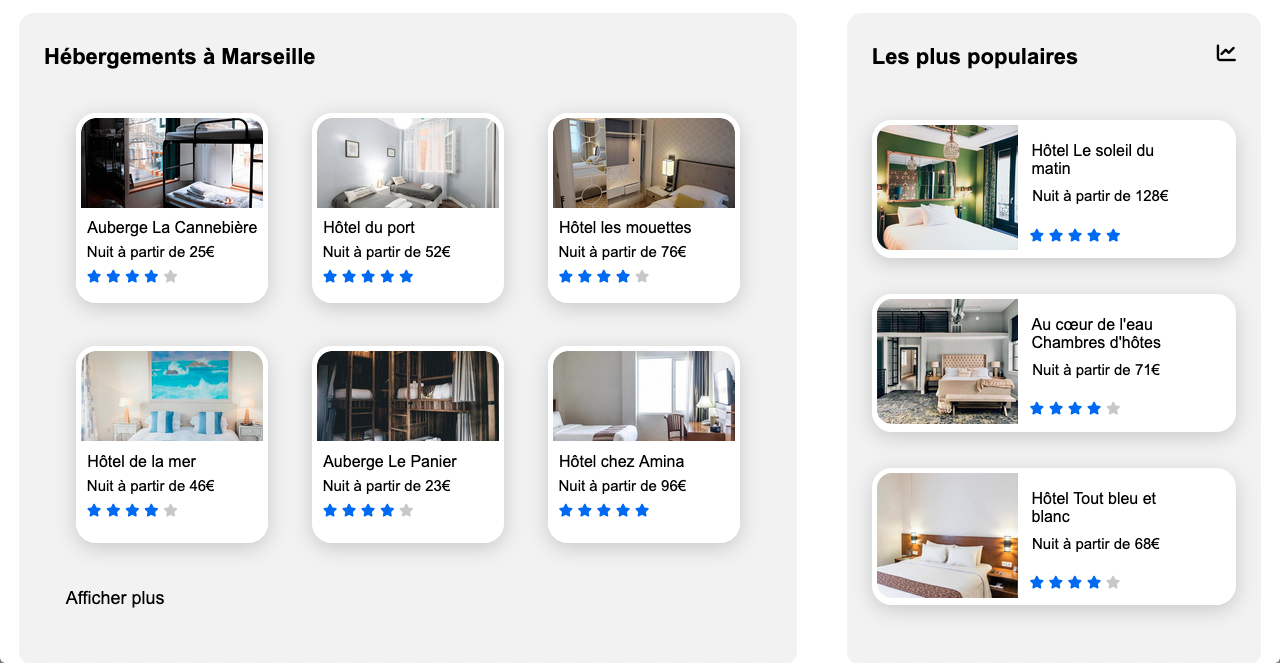 Hébergements à Marseille
Auberge La Cannebière
Nuit à partir de 25€
Hôtel du port
Nuit à partir de 52€
Hôtel les mouettes
Nuit à partir de 76€
Hôtel de la mer
Nuit à partir de 46€
Auberge Le Panier
Nuit à partir de 23€
Hôtel chez Amina
Nuit à partir de 96€
Afficher plus
Les plus populaires
Hôtel Le soleil du
matin
Nuit à partir de 128€
Au cœur de l'eau
Chambres d'hôtes
Nuit à partir de 71€
Hôtel Tout bleu et
blanc
Nuit à partir de 68€